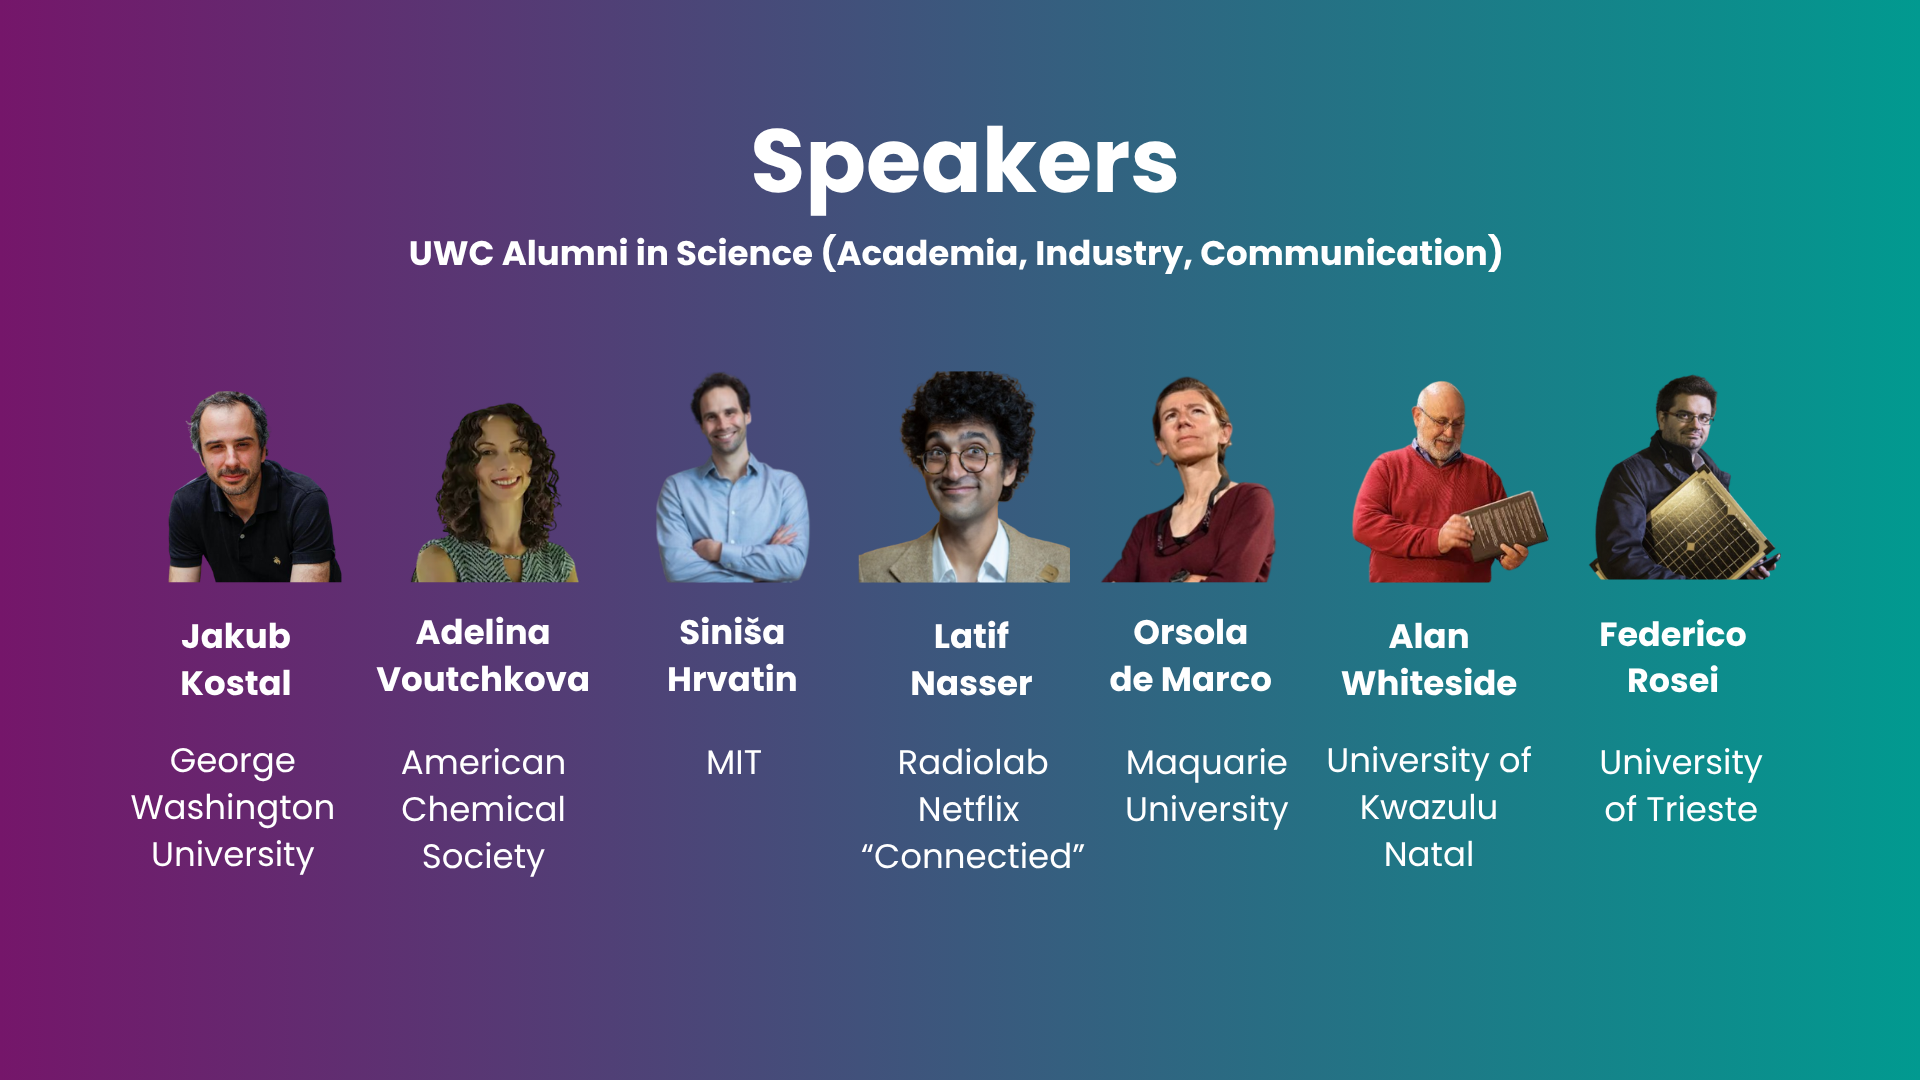 Speakers
UWC Alumni in Science (Academia, Industry, Communication)
Jakub
Kostal
George
Washington
University
Adelina
Voutchkova
American
Chemical
Society
Siniša
Hrvatin
MIT
Latif
Nasser
Radiolab
Netflix
“Connectied”
Orsola
de Marco
Maquarie
University
Alan
Whiteside
University of
Kwazulu
Natal
Federico
Rosei
University
of Trieste